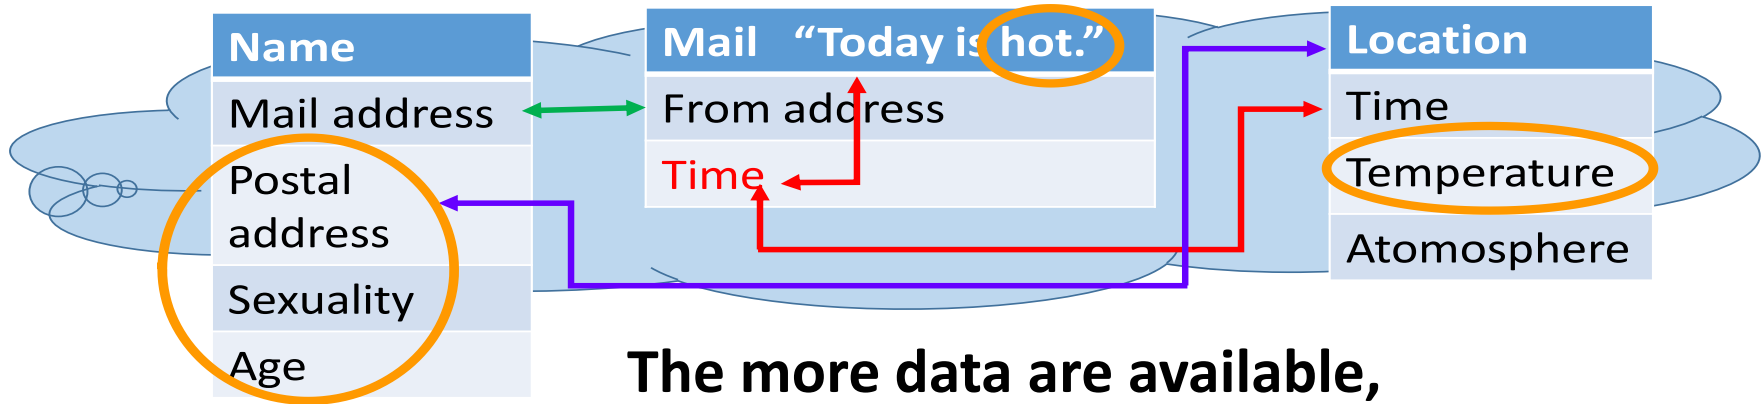 Name
Mail address
Postal
address
Sexuality
Age
Mail “Today is hot.”
From address
Time
Location
Time
Temperature
Atomosphere
The more data are available,